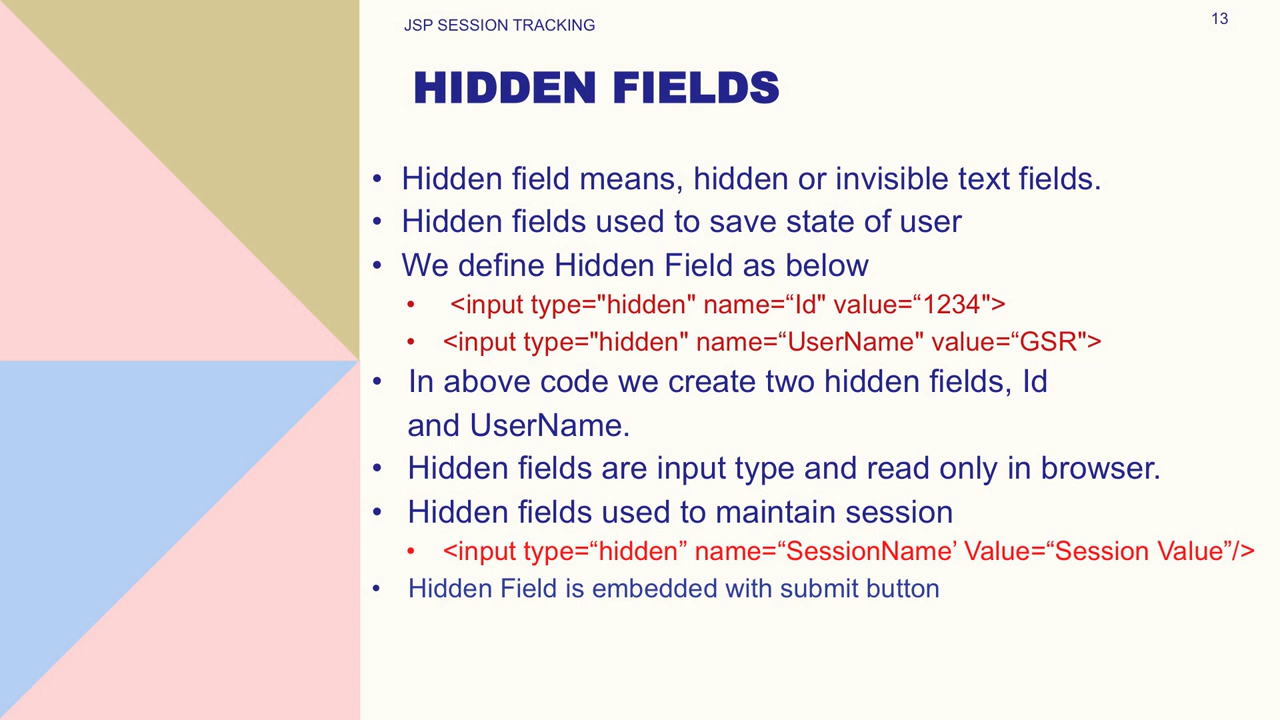 JSP SESSION TRACKING
13
HIDDEN FIELDS
• Hidden field means, hidden or invisible text fields.
• Hidden fields used to save state of user
• We define Hidden Field as below
• <input type="hidden" name=“Id" value=“1234">
• <input type="hidden" name=“UserName" value=“GSR">
• In above code we create two hidden fields, Id
and UserName.
• Hidden fields are input type and read only in browser.
• Hidden fields used to maintain session
• <input type=“hidden” name=“SessionName’ Value=“Session Value”/>
• Hidden Field is embedded with submit button